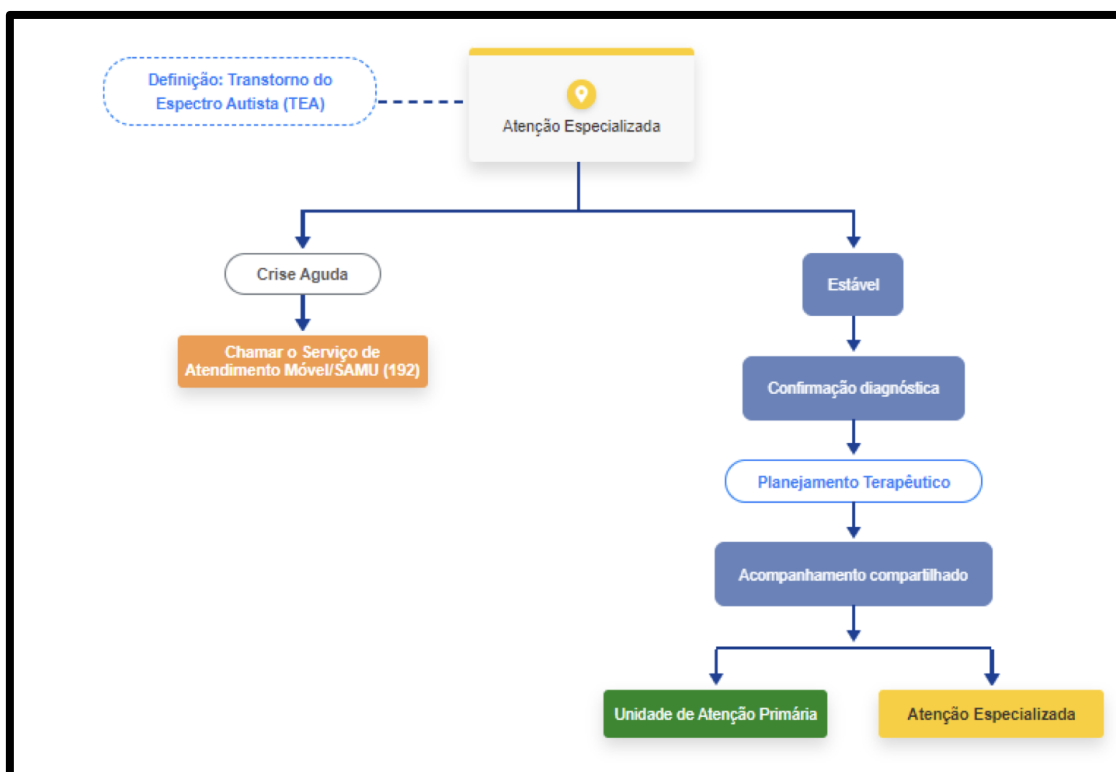 Definição: Transtorno do
Espectro Autista (TEA)
Atenção Especializada
Crise Aguda
Chamar o Serviço de
Atendimento Móvel/SAMU (192)
Estável
Confirmação diagnóstica
Planejamento Terapêutico
Acompanhamento compartilhado
Unidade de Atenção Primária
Atenção Especializada